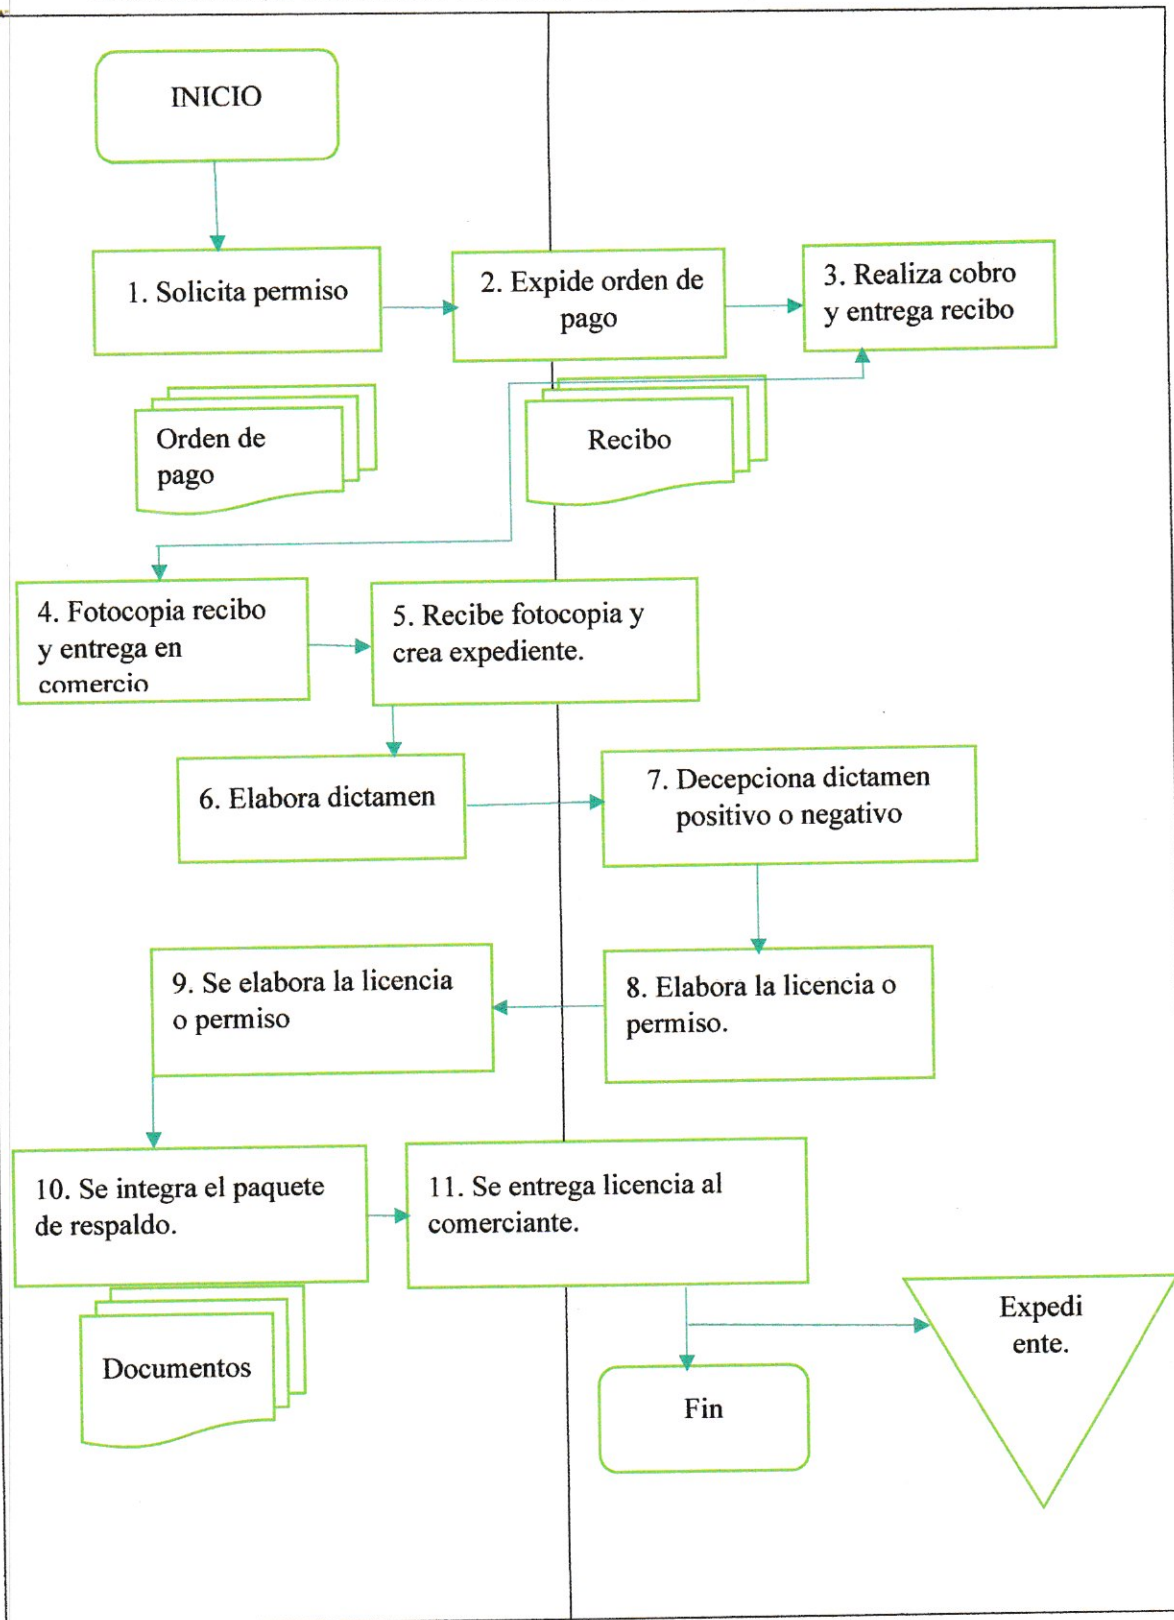 INICIO
1. Solicita permiso
2. Expide orden de
pago
3. Realiza cobro
y entrega recibo
Orden de
pago
Recibo
4. Fotocopia recibo
y entrega en
comercio
5. Recibe fotocopia y
crea expediente.
6. Elabora dictamen
7. Decepciona dictamen
positivo o negativo
8. Elabora la licencia o
permiso.
9. Se elabora la licencia
o permiso
10. Se integra el paquete
de respaldo.
11. Se entrega licencia al
comerciante.
Documentos
Fin
Expedi
ente.